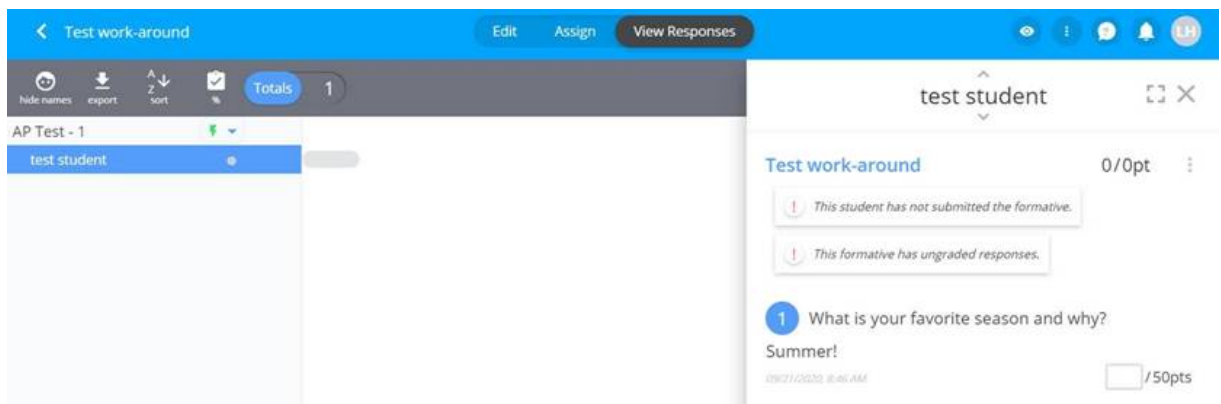 Test work-around
Edit Assign View Responses
LH
hide names export A Z sort % Totals 1
test student
AP Test - 1
test student
Test work-around 0/0pt
! This student has not submitted the formative.
! This formative has ungraded responses.
1 What is your favorite season and why?
Summer!
09/21/2020, 8:46 AM
/50pts